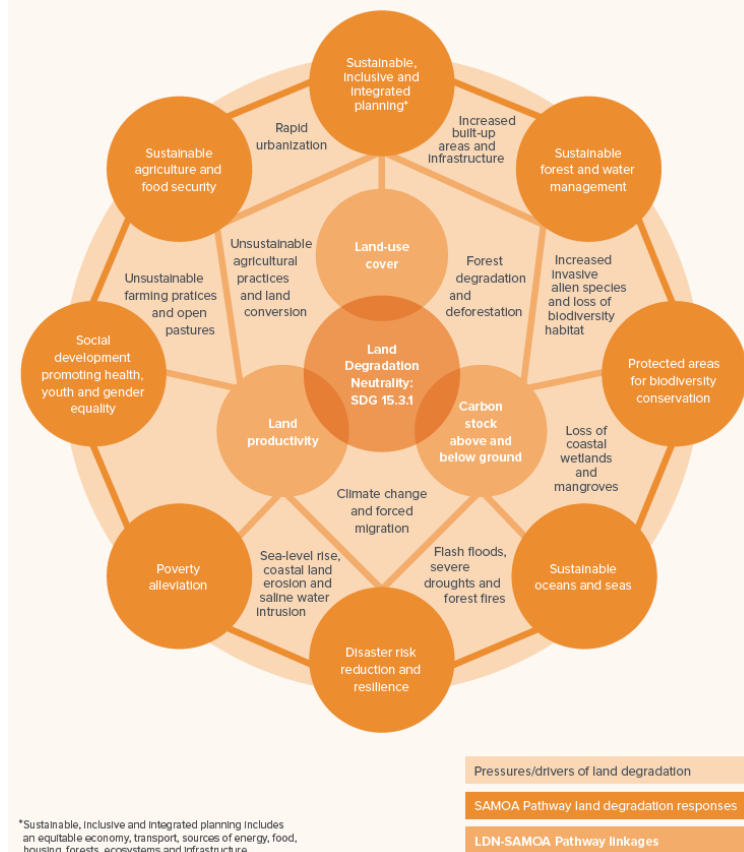 Sustainable,
inclusive and
integrated
planning*
Rapid
urbanization
Increased
built-up
areas and
infrastructure
Sustainable
agriculture and
food security
Sustainable
forest and water
management
Land-use
cover
Unsustainable
agricultural
practices
and land
conversion
Forest
degradation
and
deforestation
Increased
invasive
alien species
and loss of
biodiversity
habitat
Unsustainable
farming pratices
and open
pastures
Social
development
promoting health,
youth and gender
equality
Land
Degradation
Neutrality:
SDG 15.3.1
Protected areas
for biodiversity
conservation
Land
productivity
Carbon
stock
above and
below ground
Loss of
coastal
wetlands
and
mangroves
Climate change
and forced
migration
Poverty
alleviation
Sea-level rise,
coastal land
erosion and
saline water
intrusion
Flash floods,
severe
droughts and
forest fires
Sustainable
oceans and seas
Disaster risk
reduction and
resilience
Pressures/drivers of land degradation
SAMOA Pathway land degradation responses
LDN-SAMOA Pathway linkages
*Sustainable, inclusive and integrated planning includes
an equitable economy, transport, sources of energy, food,
housing, forests, ecosystems and infrastructure